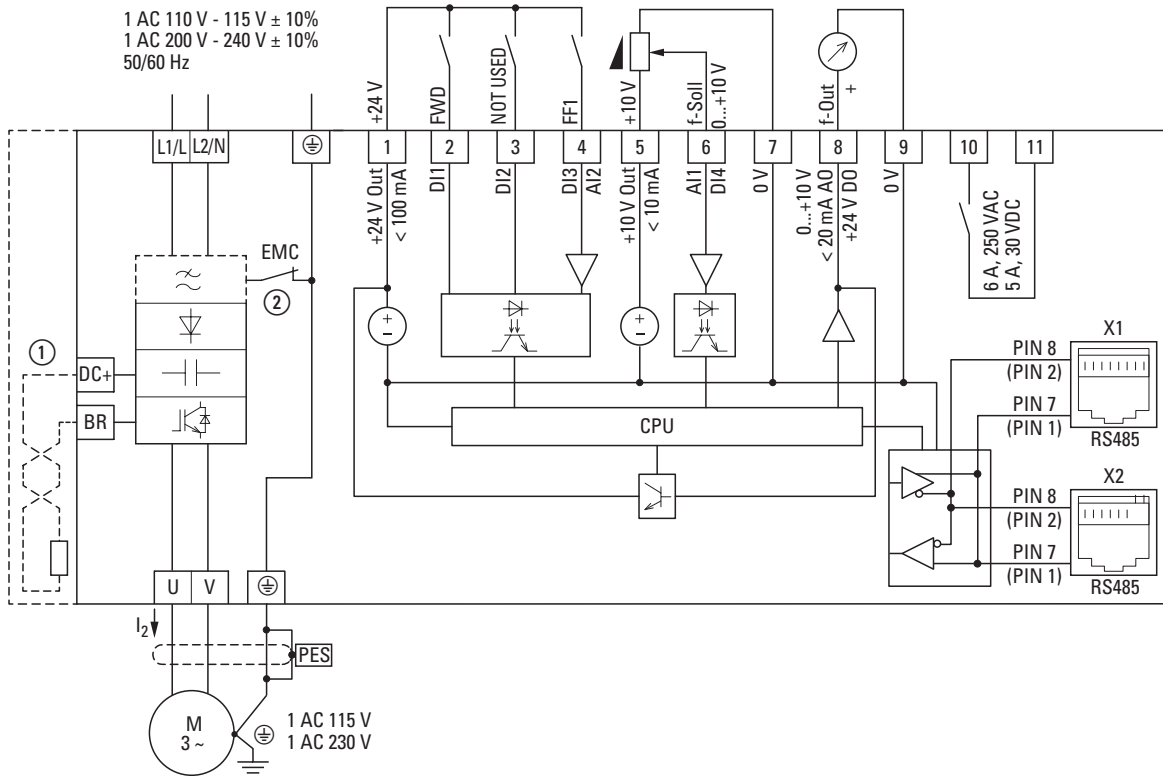 1 AC 110 V - 115 V ± 10%
1 AC 200 V - 240 V ± 10%
50/60 Hz
+24 V
FWD
NOT USED
FF1
+10 V
f-Soll
0...+10 V
f-Out
+
L1/L
L2/N
1
2
3
4
5
6
7
8
9
10
11
+24 V Out
< 100 mA
DI1
DI2
DI3
AI2
+10 V Out
< 10 mA
AI1
DI4
0 V
0...+10 V
< 20 mA AO
+24 V DO
0 V
6 A, 250 VAC
5 A, 30 VDC
EMC
2
1
+
−
+
−
DC+
BR
CPU
X1
PIN 8
(PIN 2)
PIN 7
(PIN 1)
RS485
X2
PIN 8
(PIN 2)
PIN 7
(PIN 1)
RS485
U
V
I2
PES
M
3 ~
1 AC 115 V
1 AC 230 V